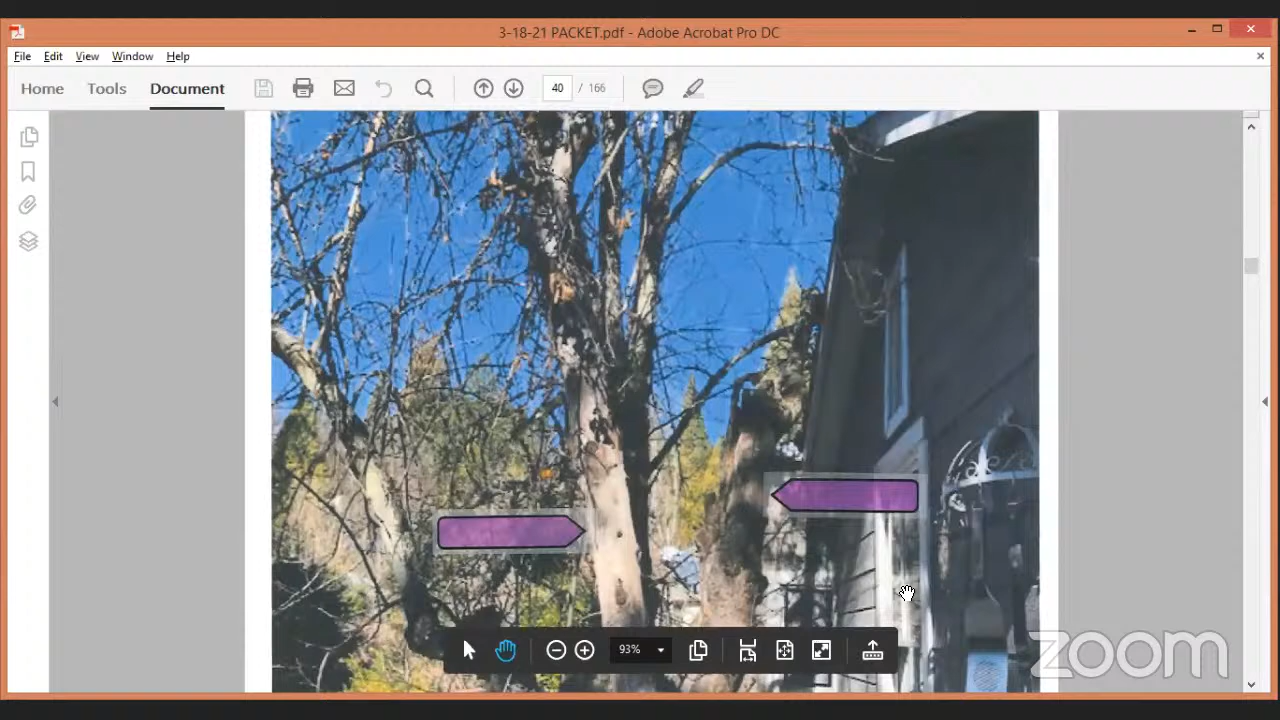 3-18-21 PACKET.pdf - Adobe Acrobat Pro DC
File Edit View Window Help
Home Tools Document 40 / 166
93%
zoom